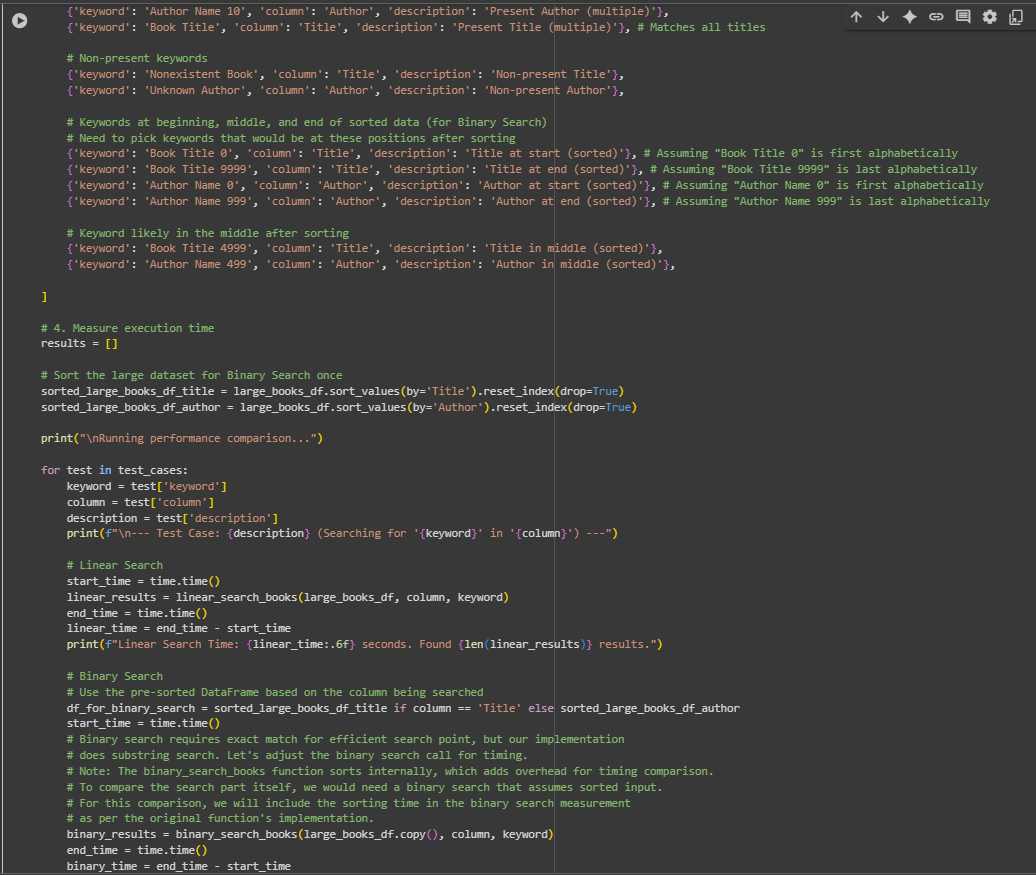 {'keyword': 'Author Name 10', 'column': 'Author', 'description': 'Present Author (multiple)'},
{'keyword': 'Book Title', 'column': 'Title', 'description': 'Present Title (multiple)'}, # Matches all titles
# Non-present keywords
{'keyword': 'Nonexistent Book', 'column': 'Title', 'description': 'Non-present Title'},
{'keyword': 'Unknown Author', 'column': 'Author', 'description': 'Non-present Author'},
# Keywords at beginning, middle, and end of sorted data (for Binary Search)
# Need to pick keywords that would be at these positions after sorting
{'keyword': 'Book Title 0', 'column': 'Title', 'description': 'Title at start (sorted)'}, # Assuming "Book Title 0" is first alphabetically
{'keyword': 'Book Title 9999', 'column': 'Title', 'description': 'Title at end (sorted)'}, # Assuming "Book Title 9999" is last alphabetically
{'keyword': 'Author Name 0', 'column': 'Author', 'description': 'Author at start (sorted)'}, # Assuming "Author Name 0" is first alphabetically
{'keyword': 'Author Name 999', 'column': 'Author', 'description': 'Author at end (sorted)'}, # Assuming "Author Name 999" is last alphabetically
# Keyword likely in the middle after sorting
{'keyword': 'Book Title 4999', 'column': 'Title', 'description': 'Title in middle (sorted)'},
{'keyword': 'Author Name 499', 'column': 'Author', 'description': 'Author in middle (sorted)'},
]
# 4. Measure execution time
results = []
# Sort the large dataset for Binary Search once
sorted_large_books_df_title = large_books_df.sort_values(by='Title').reset_index(drop=True)
sorted_large_books_df_author = large_books_df.sort_values(by='Author').reset_index(drop=True)
print("\nRunning performance comparison...")
for test in test_cases:
keyword = test['keyword']
column = test['column']
description = test['description']
print(f"\n--- Test Case: {description} (Searching for '{keyword}' in '{column}') ---")
# Linear Search
start_time = time.time()
linear_results = linear_search_books(large_books_df, column, keyword)
end_time = time.time()
linear_time = end_time - start_time
print(f"Linear Search Time: {linear_time:.6f} seconds. Found {len(linear_results)} results.")
# Binary Search
# Use the pre-sorted DataFrame based on the column being searched
df_for_binary_search = sorted_large_books_df_title if column == 'Title' else sorted_large_books_df_author
start_time = time.time()
# Binary search requires exact match for efficient search point, but our implementation
# does substring search. Let's adjust the binary search call for timing.
# Note: The binary_search_books function sorts internally, which adds overhead for timing comparison.
# To compare the search part itself, we would need a binary search that assumes sorted input.
# For this comparison, we will include the sorting time in the binary search measurement
# as per the original function's implementation.
binary_results = binary_search_books(large_books_df.copy(), column, keyword)
end_time = time.time()
binary_time = end_time - start_time